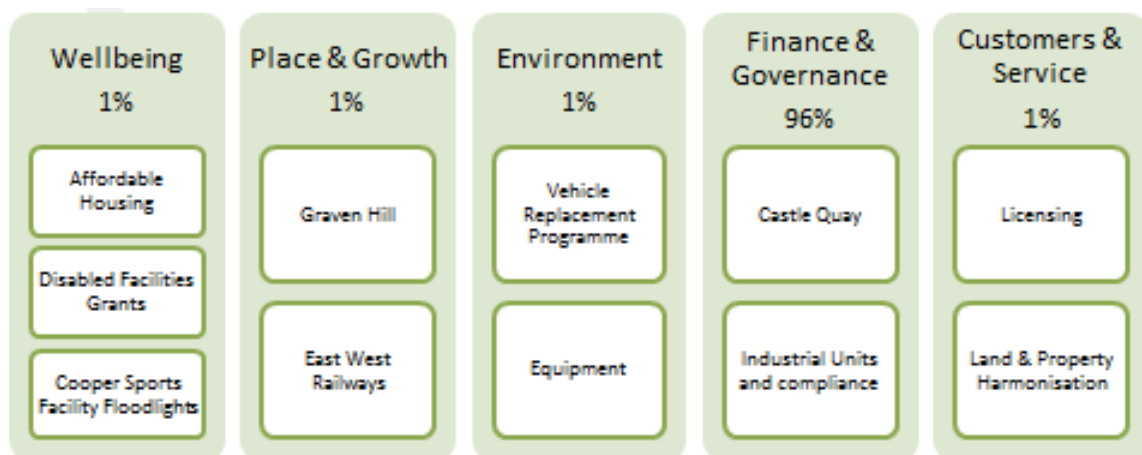 Wellbeing
1%
Affordable
Housing
Disabled Facilities
Grants
Cooper Sports
Facility Floodlights
Place & Growth
1%
Graven Hill
East West
Railways
Environment
1%
Vehicle
Replacement
Programme
Equipment
Finance &
Governance
96%
Castle Quay
Industrial Units
and compliance
Customers &
Service
1%
Licensing
Land & Property
Harmonisation